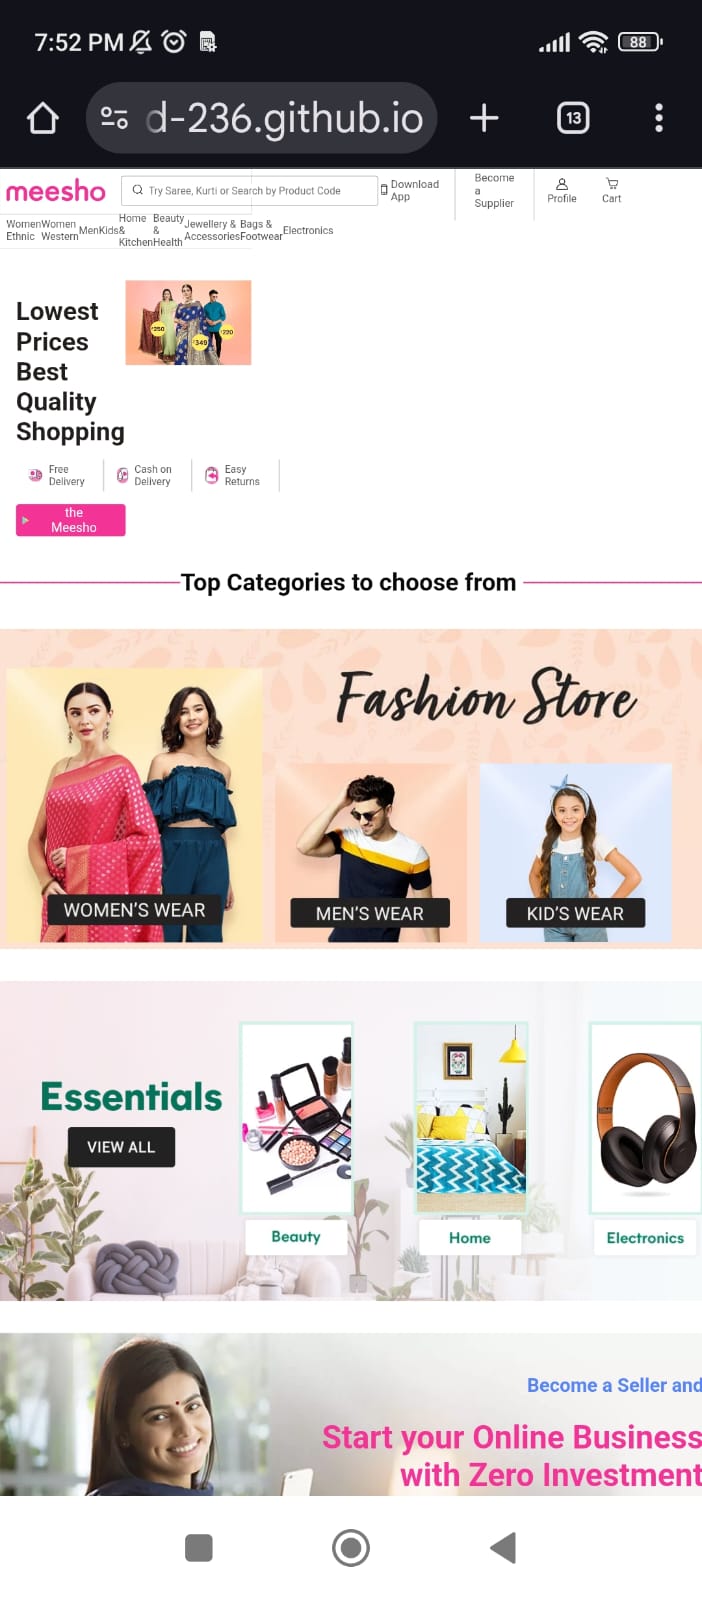 7:52 PM
88
d-236.github.io
13
meesho
Try Saree, Kurti or Search by Product Code
Download
App
Become
a
Supplier
Profile
Cart
Women
Ethnic
Women
Western
Men
Kids
Home
&
Kitchen
Beauty
&
Health
Jewellery &
Accessories
Bags &
Footwear
Electronics
Lowest
Prices
Best
Quality
Shopping
₹250
₹349
₹220
Free
Delivery
Cash on
Delivery
Easy
Returns
the
Meesho
Top Categories to choose from
Fashion Store
WOMEN'S WEAR
MEN'S WEAR
KID'S WEAR
Essentials
VIEW ALL
Beauty
Home
Electronics
Become a Seller and
Start your Online Business
with Zero Investment